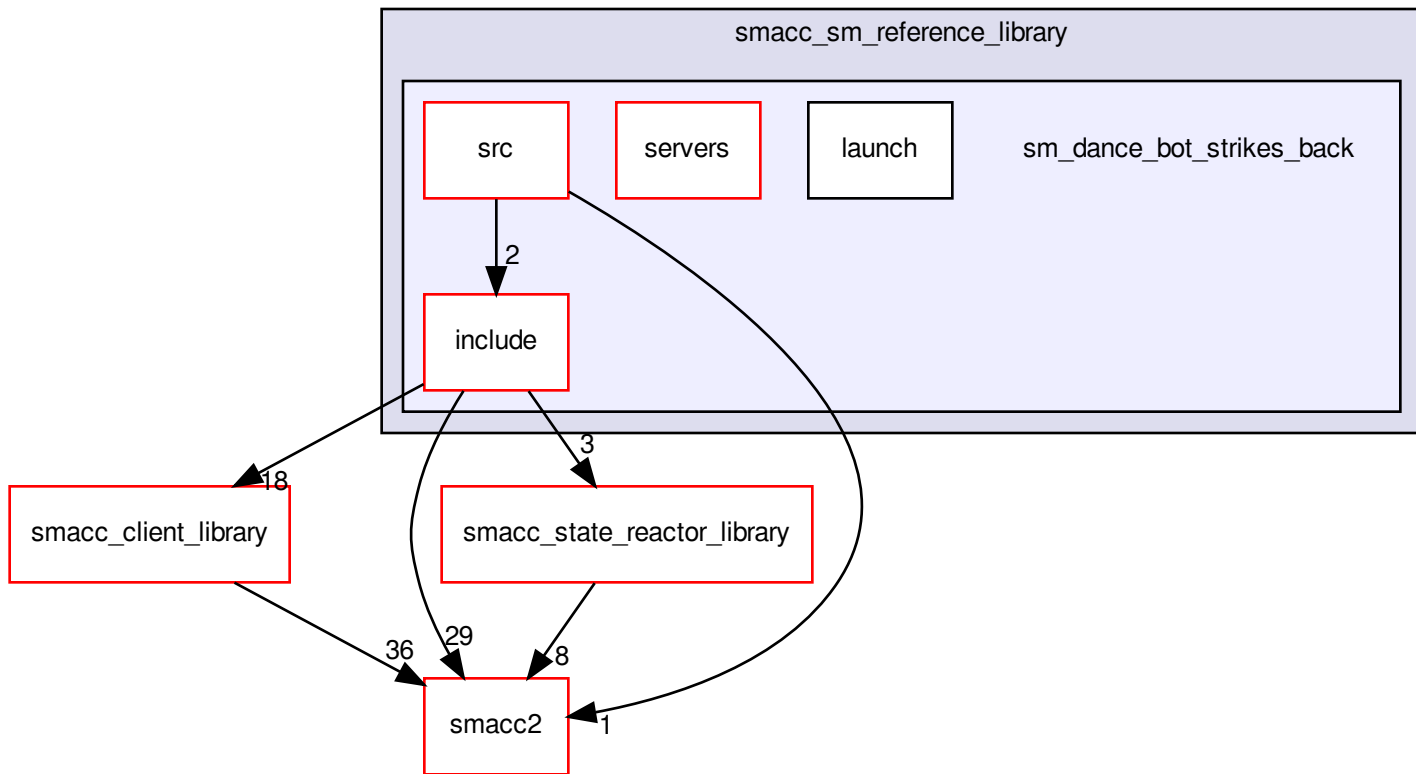 smacc_sm_reference_library
src
servers
launch
sm_dance_bot_strikes_back
2
include
3
18
smacc_client_library
smacc_state_reactor_library
36
29
8
smacc2
1